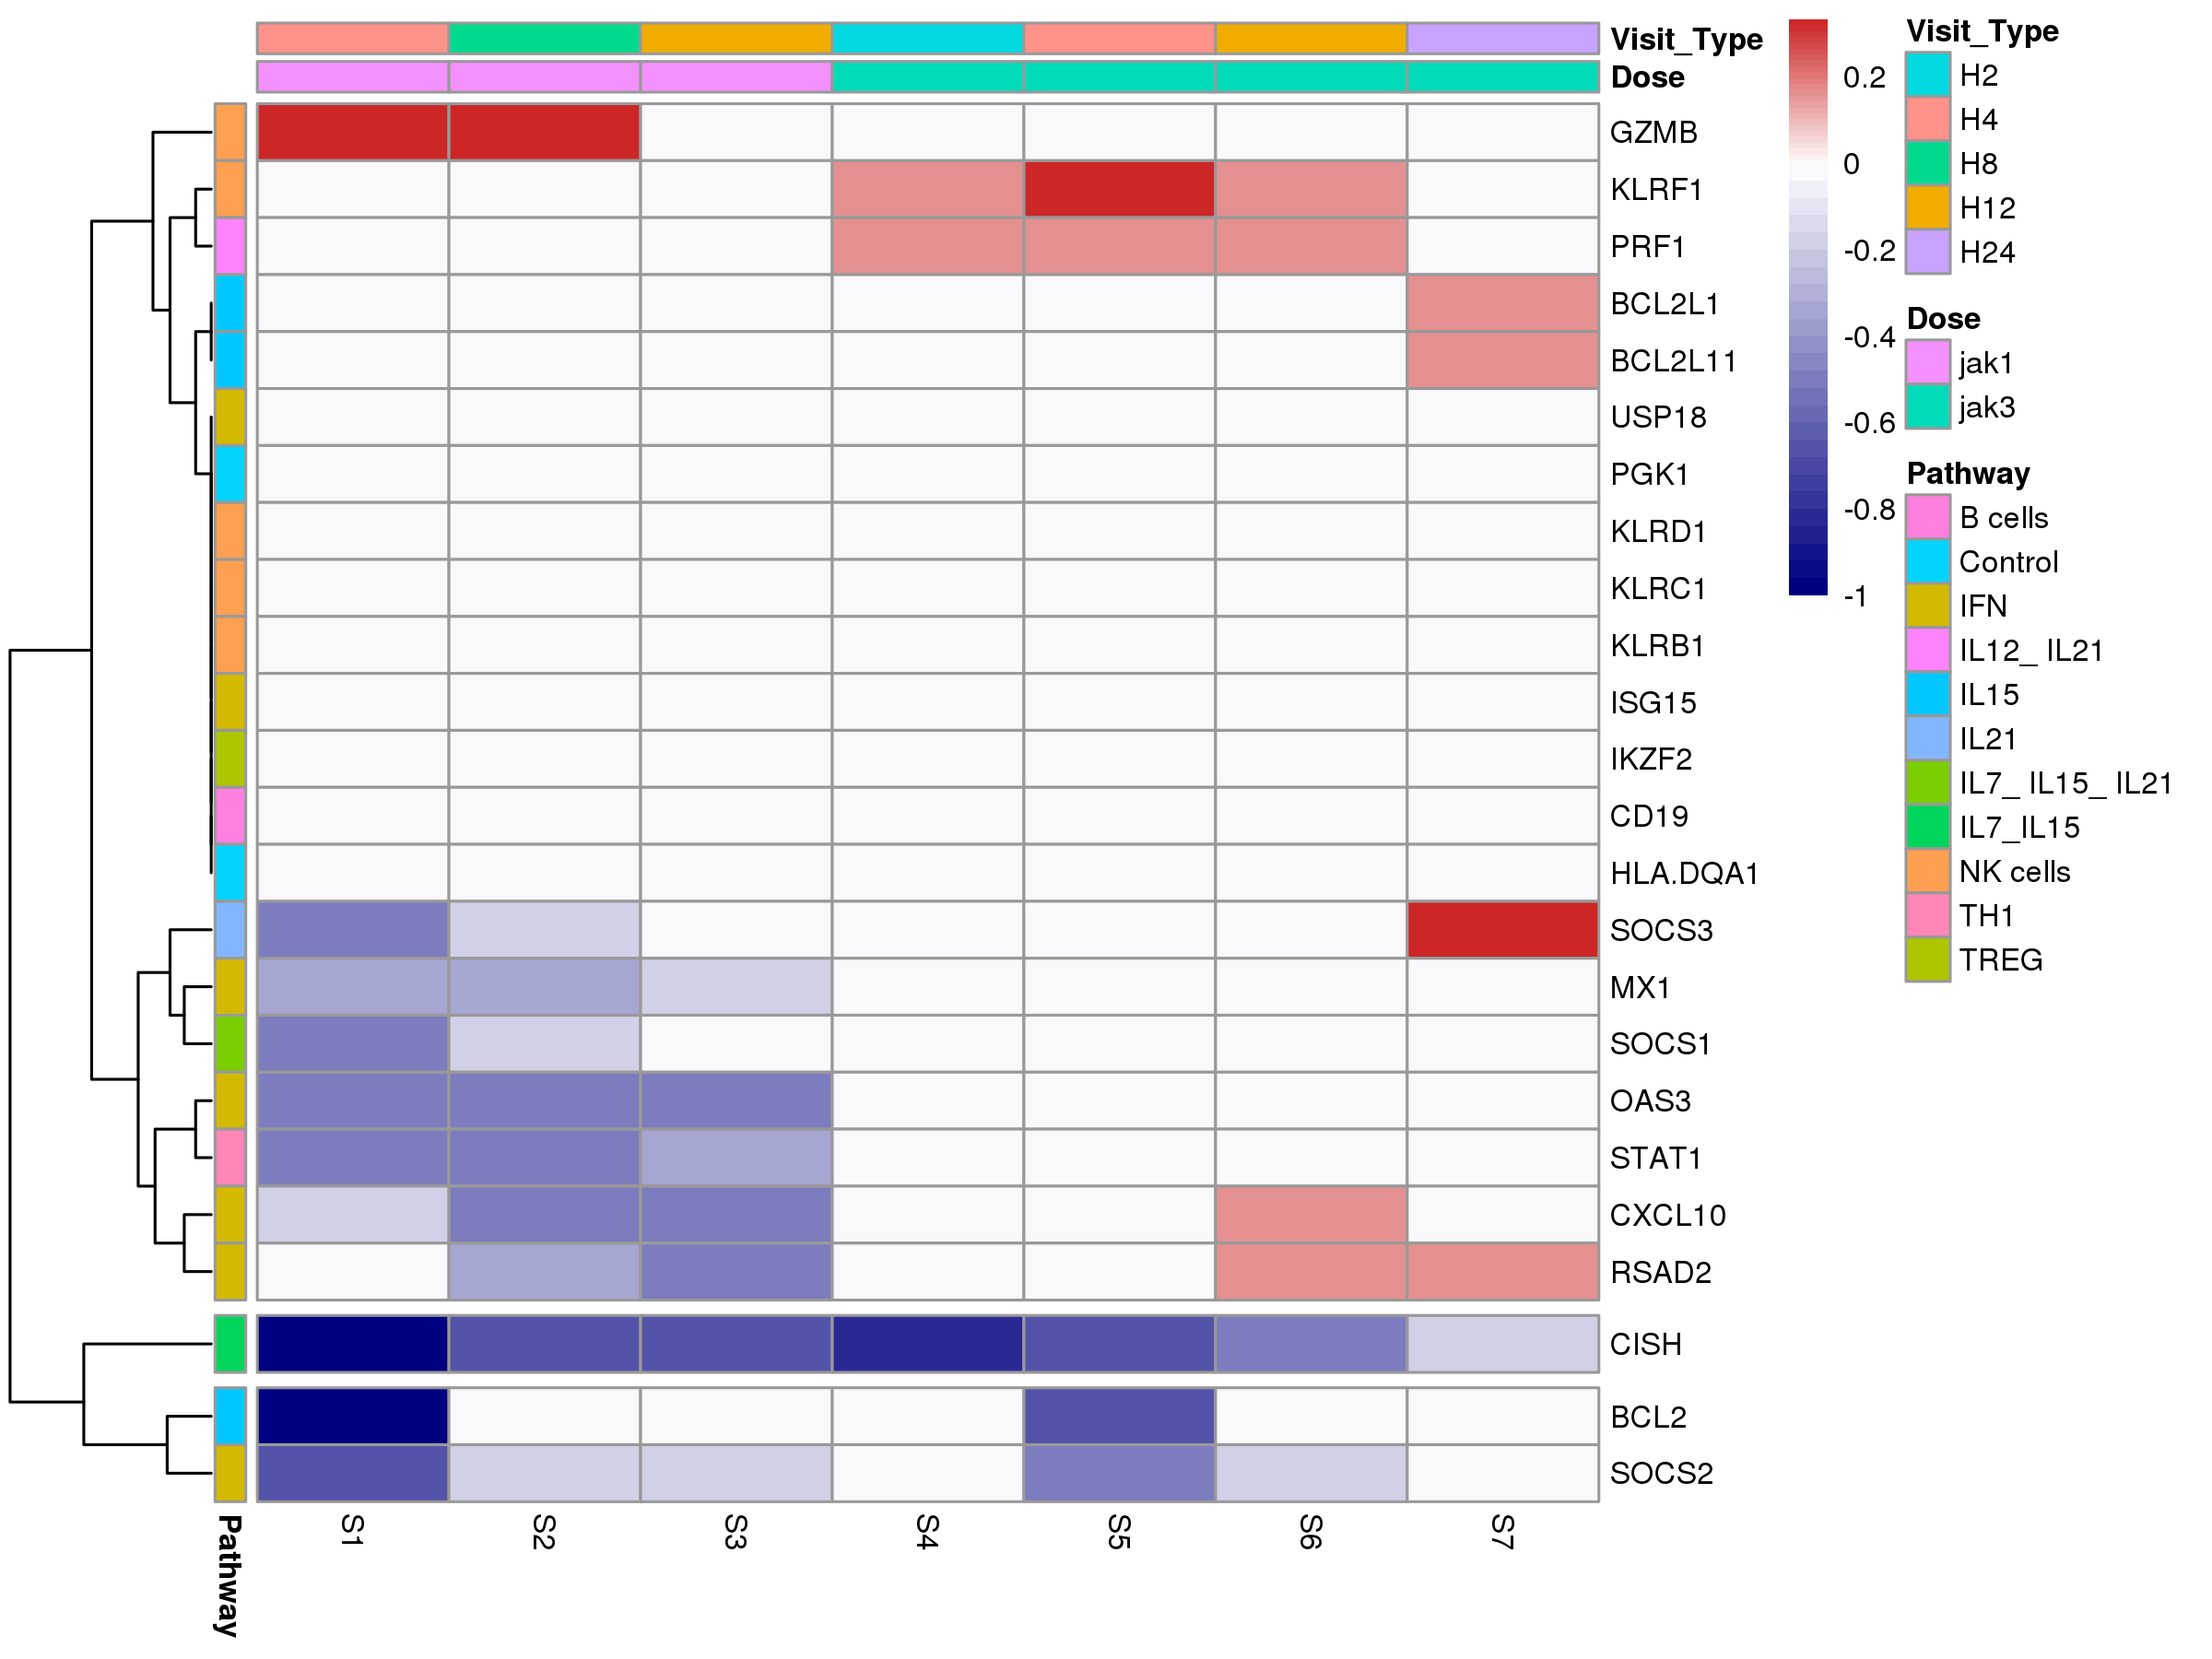 Visit_Type
Dose
GZMB
KLRF1
PRF1
BCL2L1
BCL2L11
USP18
PGK1
KLRD1
KLRC1
KLRB1
ISG15
IKZF2
CD19
HLA.DQA1
SOCS3
MX1
SOCS1
OAS3
STAT1
CXCL10
RSAD2
CISH
BCL2
SOCS2
Pathway
S1
S2
S3
S4
S5
S6
S7
0.2
0
-0.2
-0.4
-0.6
-0.8
-1
Visit_Type
H2
H4
H8
H12
H24
Dose
jak1
jak3
Pathway
B cells
Control
IFN
IL12_ IL21
IL15
IL21
IL7_ IL15_ IL21
IL7_IL15
NK cells
TH1
TREG